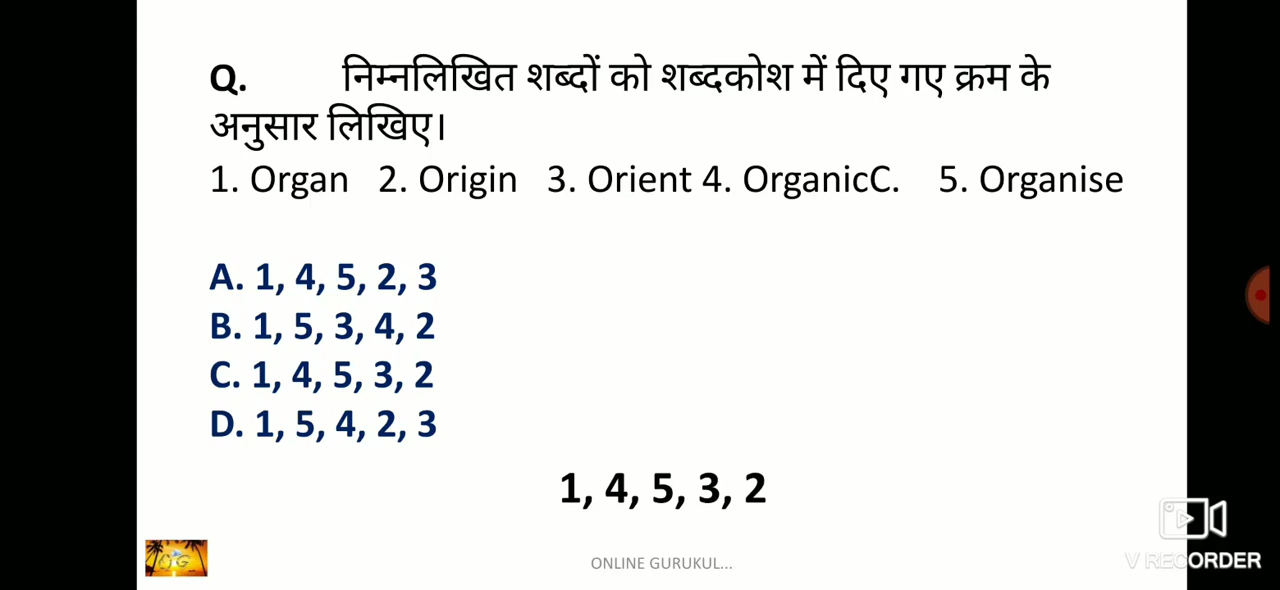 Q. निम्नलिखित शब्दों को शब्दकोश में दिए गए क्रम के
अनुसार लिखिए।
1. Organ 2. Origin 3. Orient 4. OrganicC. 5. Organise
A. 1, 4, 5, 2, 3
B. 1, 5, 3, 4, 2
C. 1, 4, 5, 3, 2
D. 1, 5, 4, 2, 3
1, 4, 5, 3, 2
ONLINE GURUKUL...
V RECORDER